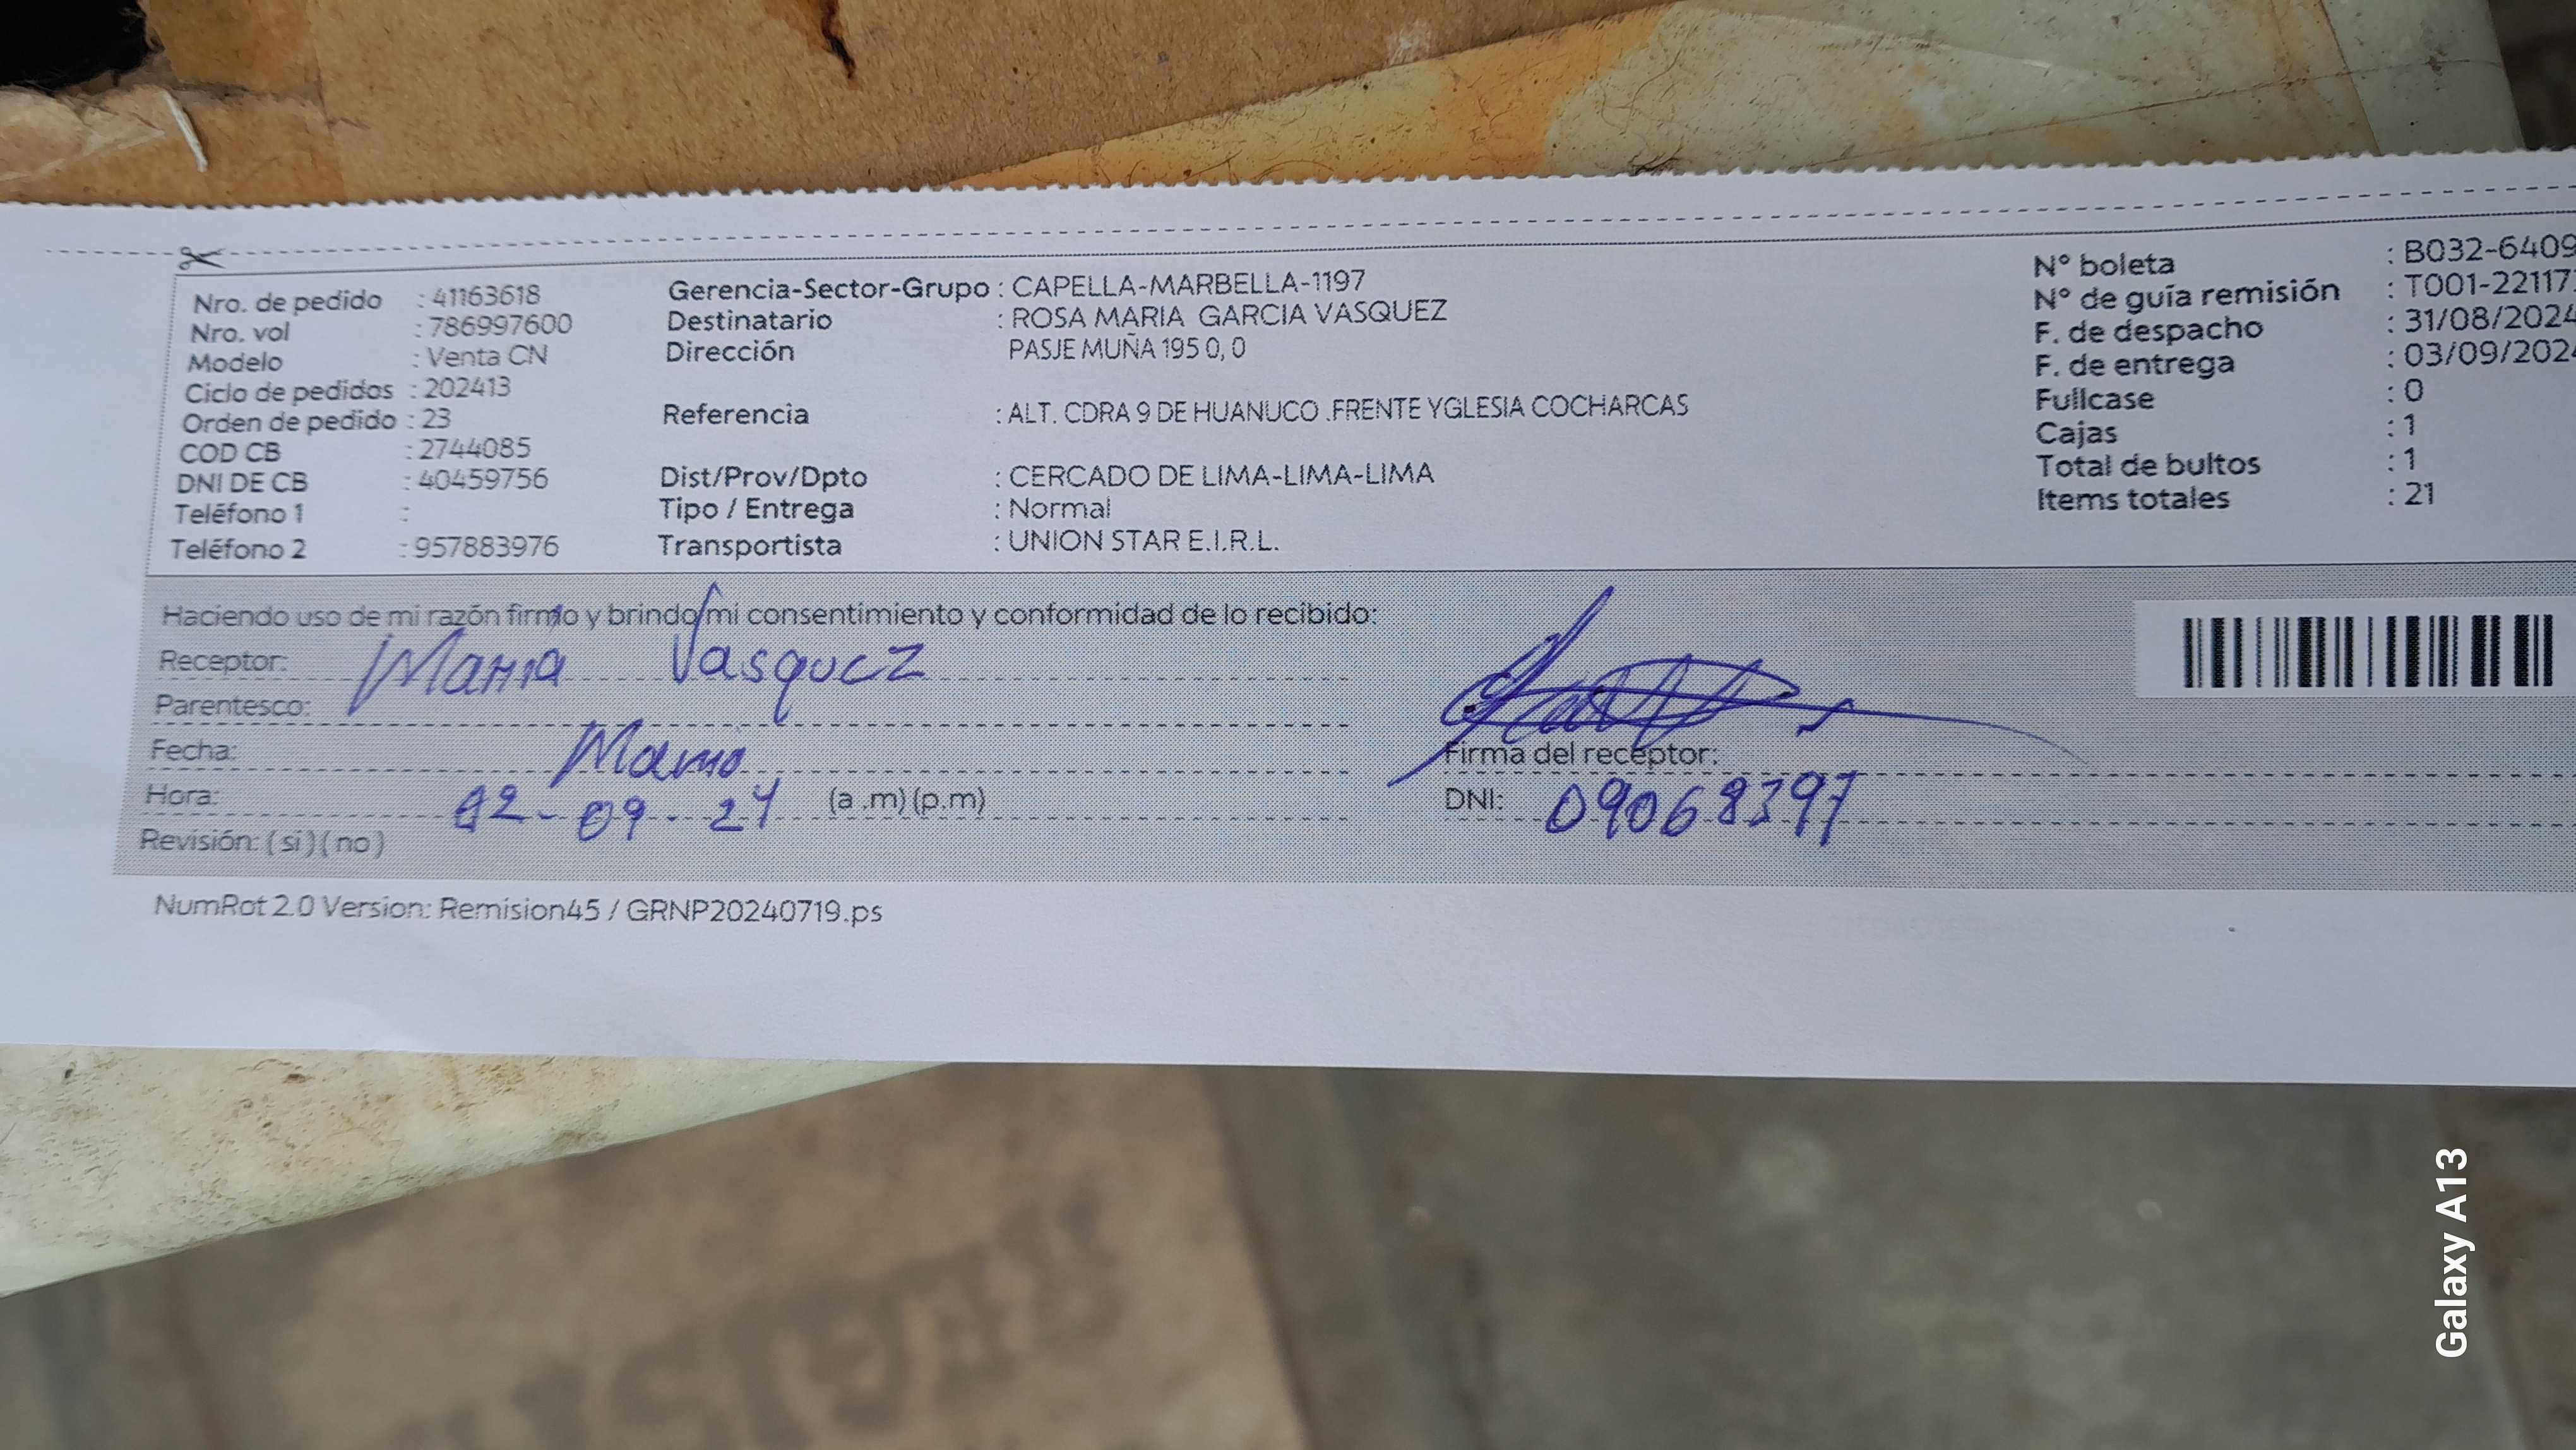 Nro. de pedido : 41163618
Nro. vol : 786997600
Modelo : Venta CN
Ciclo de pedidos : 202413
Orden de pedido : 23
COD CB : 2744085
DNI DE CB : 40459756
Teléfono 1 :
Teléfono 2 : 957883976
Gerencia-Sector-Grupo : CAPELLA-MARBELLA-1197
Destinatario : ROSA MARIA GARCIA VASQUEZ
Dirección PASJE MUÑA 195 0, 0
Referencia : ALT. CDRA 9 DE HUANUCO .FRENTE YGLESIA COCHARCAS
Dist/Prov/Dpto : CERCADO DE LIMA-LIMA-LIMA
Tipo / Entrega : Normal
Transportista : UNION STAR E.I.R.L.
N° boleta : B032-6409
N° de guía remisión : T001-22117
F. de despacho : 31/08/2024
F. de entrega : 03/09/202
Fullcase : 0
Cajas : 1
Total de bultos : 1
Items totales : 21
Haciendo uso de mi razón firmo y brindo mi consentimiento y conformidad de lo recibido:
Receptor: Maria Vasquez
Parentesco:
Fecha: Mamá
Hora: 02-09-24 (a .m) (p.m)
Revisión: ( si ) ( no )
Firma del receptor:
DNI: 09068397
NumRot 2.0 Version: Remision45 / GRNP20240719.ps
Galaxy A13